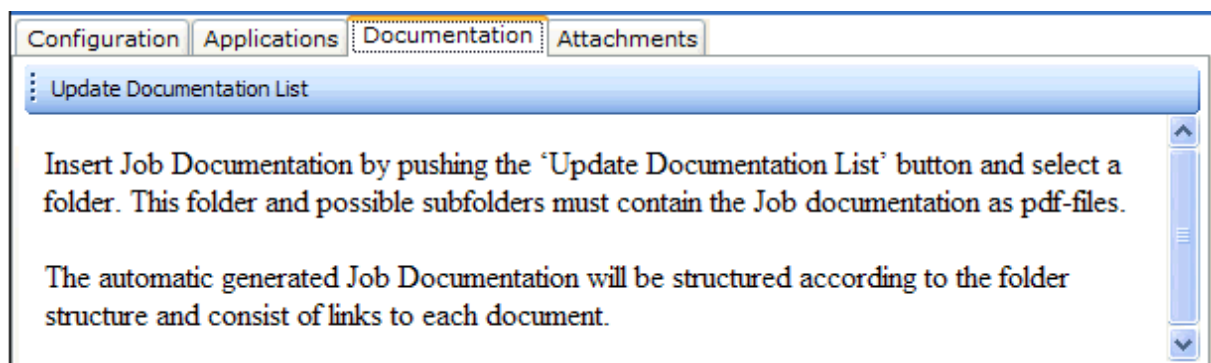 Configuration Applications Documentation Attachments
Update Documentation List
Insert Job Documentation by pushing the ‘Update Documentation List’ button and select a
folder. This folder and possible subfolders must contain the Job documentation as pdf-files.
The automatic generated Job Documentation will be structured according to the folder
structure and consist of links to each document.